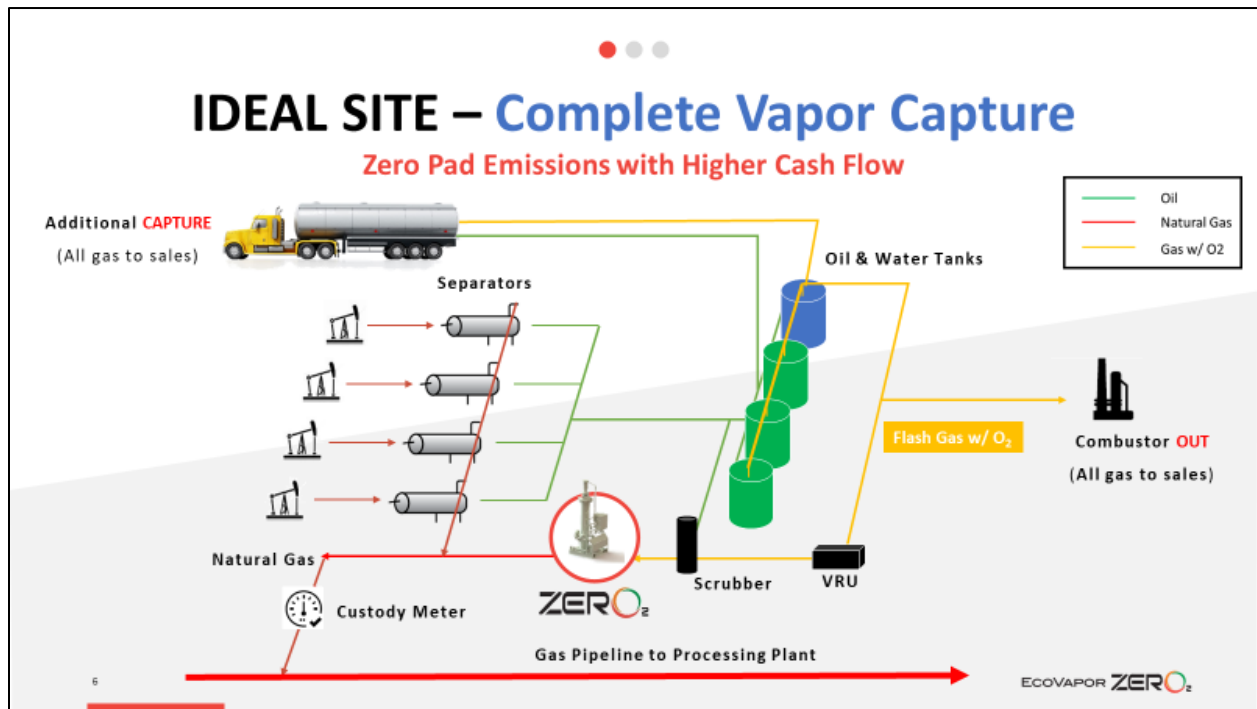 IDEAL SITE – Complete Vapor Capture
Zero Pad Emissions with Higher Cash Flow
Additional CAPTURE
(All gas to sales)
Oil
Natural Gas
Gas w/ O2
Oil & Water Tanks
Separators
Flash Gas w/ O₂
Combustor OUT
(All gas to sales)
Natural Gas
Scrubber
VRU
ZERO₂
Custody Meter
Gas Pipeline to Processing Plant
6
ECOVAPOR ZERO₂